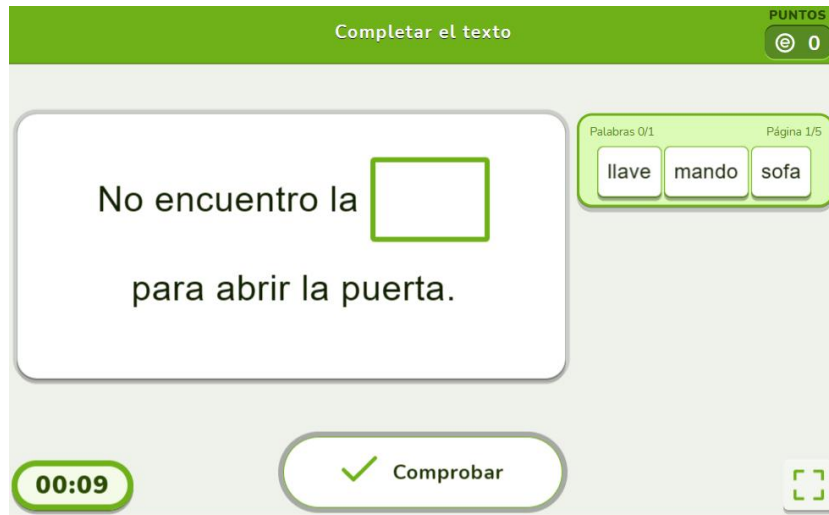 Completar el texto
PUNTOS
0
No encuentro la
para abrir la puerta.
Palabras 0/1
Página 1/5
llave mando sofa
00:09
Comprobar